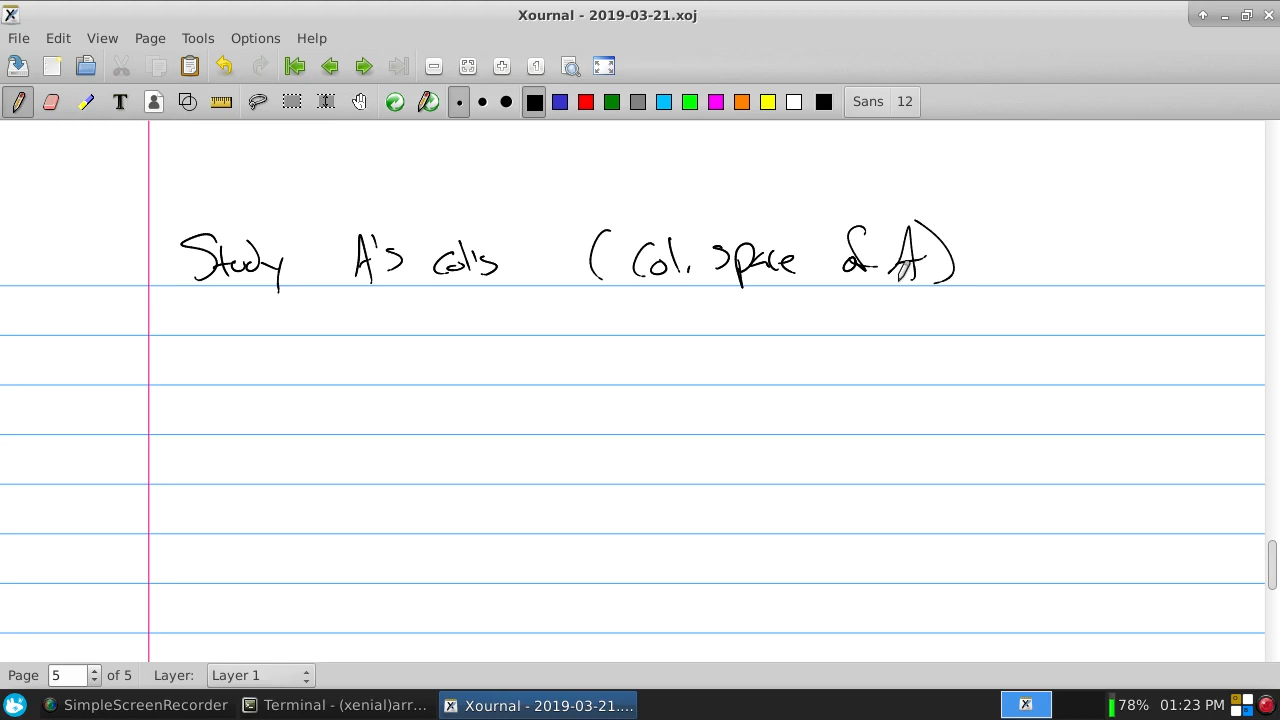 Xournal - 2019-03-21.xoj
File Edit View Page Tools Options Help
Sans 12
Study A's col's ( Col. space of A )
Page 5 of 5 Layer: Layer 1
SimpleScreenRecorder Terminal - (xenial)arr... Xournal - 2019-03-21.... 78% 01:23 PM